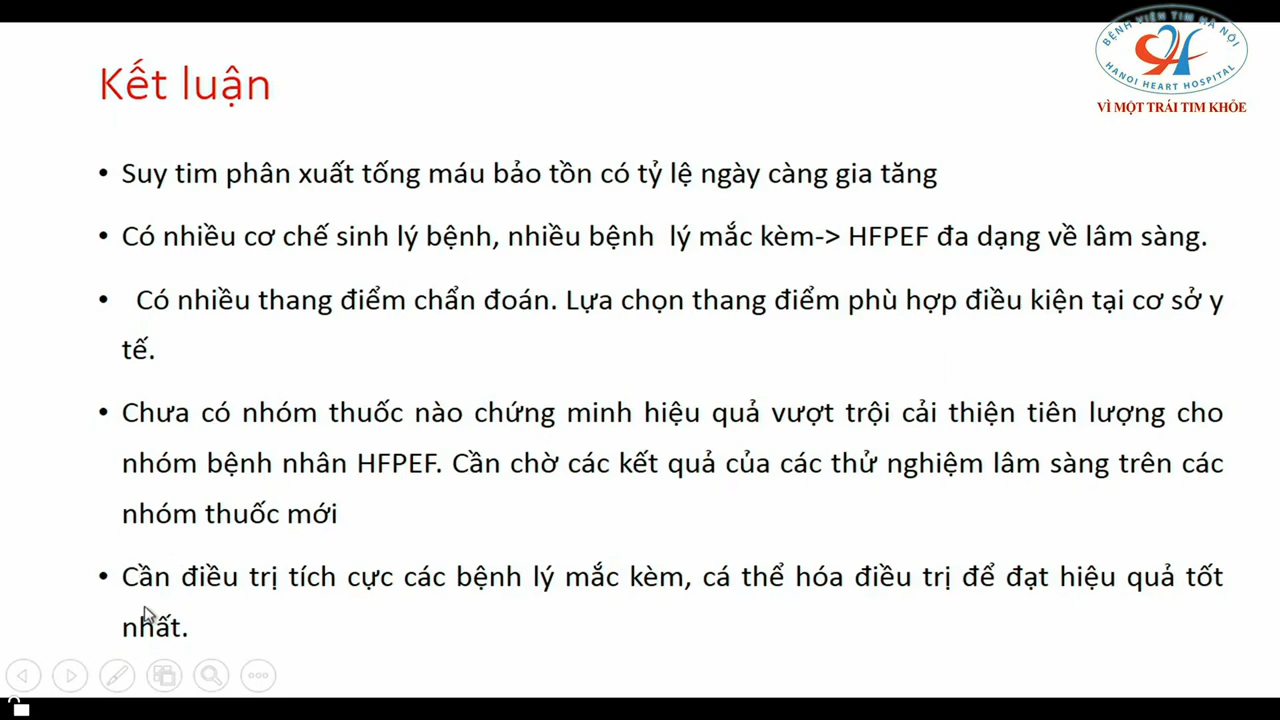 BỆNH VIỆN TIM HÀ NỘI
HANOI HEART HOSPITAL
VÌ MỘT TRÁI TIM KHỎE
Kết luận
• Suy tim phân xuất tống máu bảo tồn có tỷ lệ ngày càng gia tăng
• Có nhiều cơ chế sinh lý bệnh, nhiều bệnh lý mắc kèm-> HFPEF đa dạng về lâm sàng.
• Có nhiều thang điểm chẩn đoán. Lựa chọn thang điểm phù hợp điều kiện tại cơ sở y
tế.
• Chưa có nhóm thuốc nào chứng minh hiệu quả vượt trội cải thiện tiên lượng cho
nhóm bệnh nhân HFPEF. Cần chờ các kết quả của các thử nghiệm lâm sàng trên các
nhóm thuốc mới
• Cần điều trị tích cực các bệnh lý mắc kèm, cá thể hóa điều trị để đạt hiệu quả tốt
nhất.